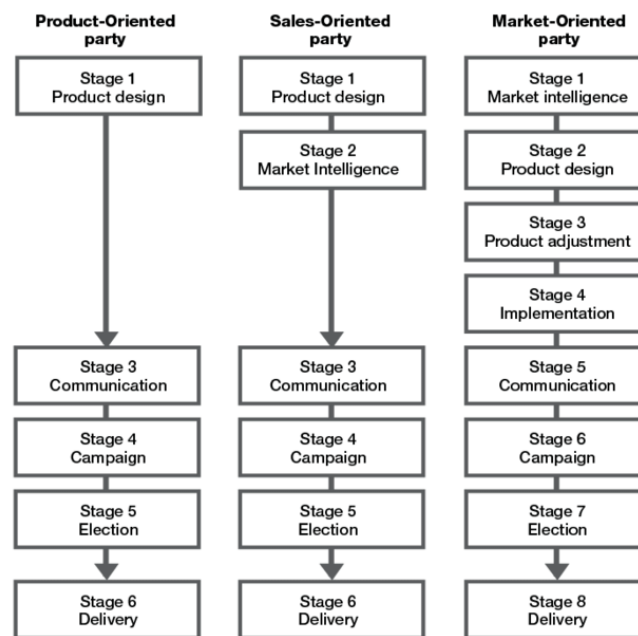 Product-Oriented
party
Stage 1
Product design
Stage 3
Communication
Stage 4
Campaign
Stage 5
Election
Stage 6
Delivery
Sales-Oriented
party
Stage 1
Product design
Stage 2
Market Intelligence
Stage 3
Communication
Stage 4
Campaign
Stage 5
Election
Stage 6
Delivery
Market-Oriented
party
Stage 1
Market intelligence
Stage 2
Product design
Stage 3
Product adjustment
Stage 4
Implementation
Stage 5
Communication
Stage 6
Campaign
Stage 7
Election
Stage 8
Delivery